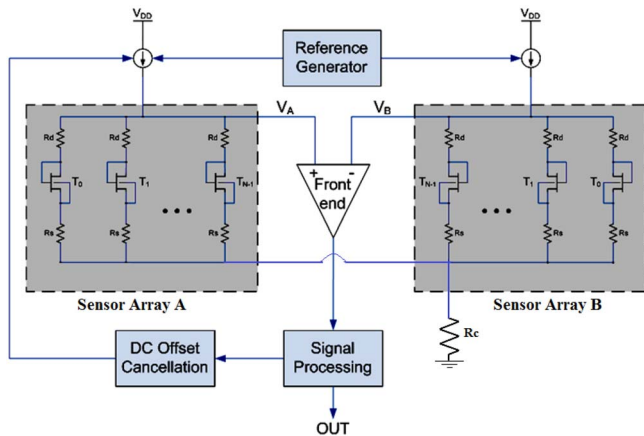 VDD
VDD
Reference
Generator
VA
VB
Rd
Rd
Rd
Rd
Rd
Rd
T0
T1
TN-1
+
-
Front
end
TN-1
T1
T0
Rs
Rs
Rs
Rs
Rs
Rs
Sensor Array A
Sensor Array B
DC Offset
Cancellation
Signal
Processing
Rc
OUT